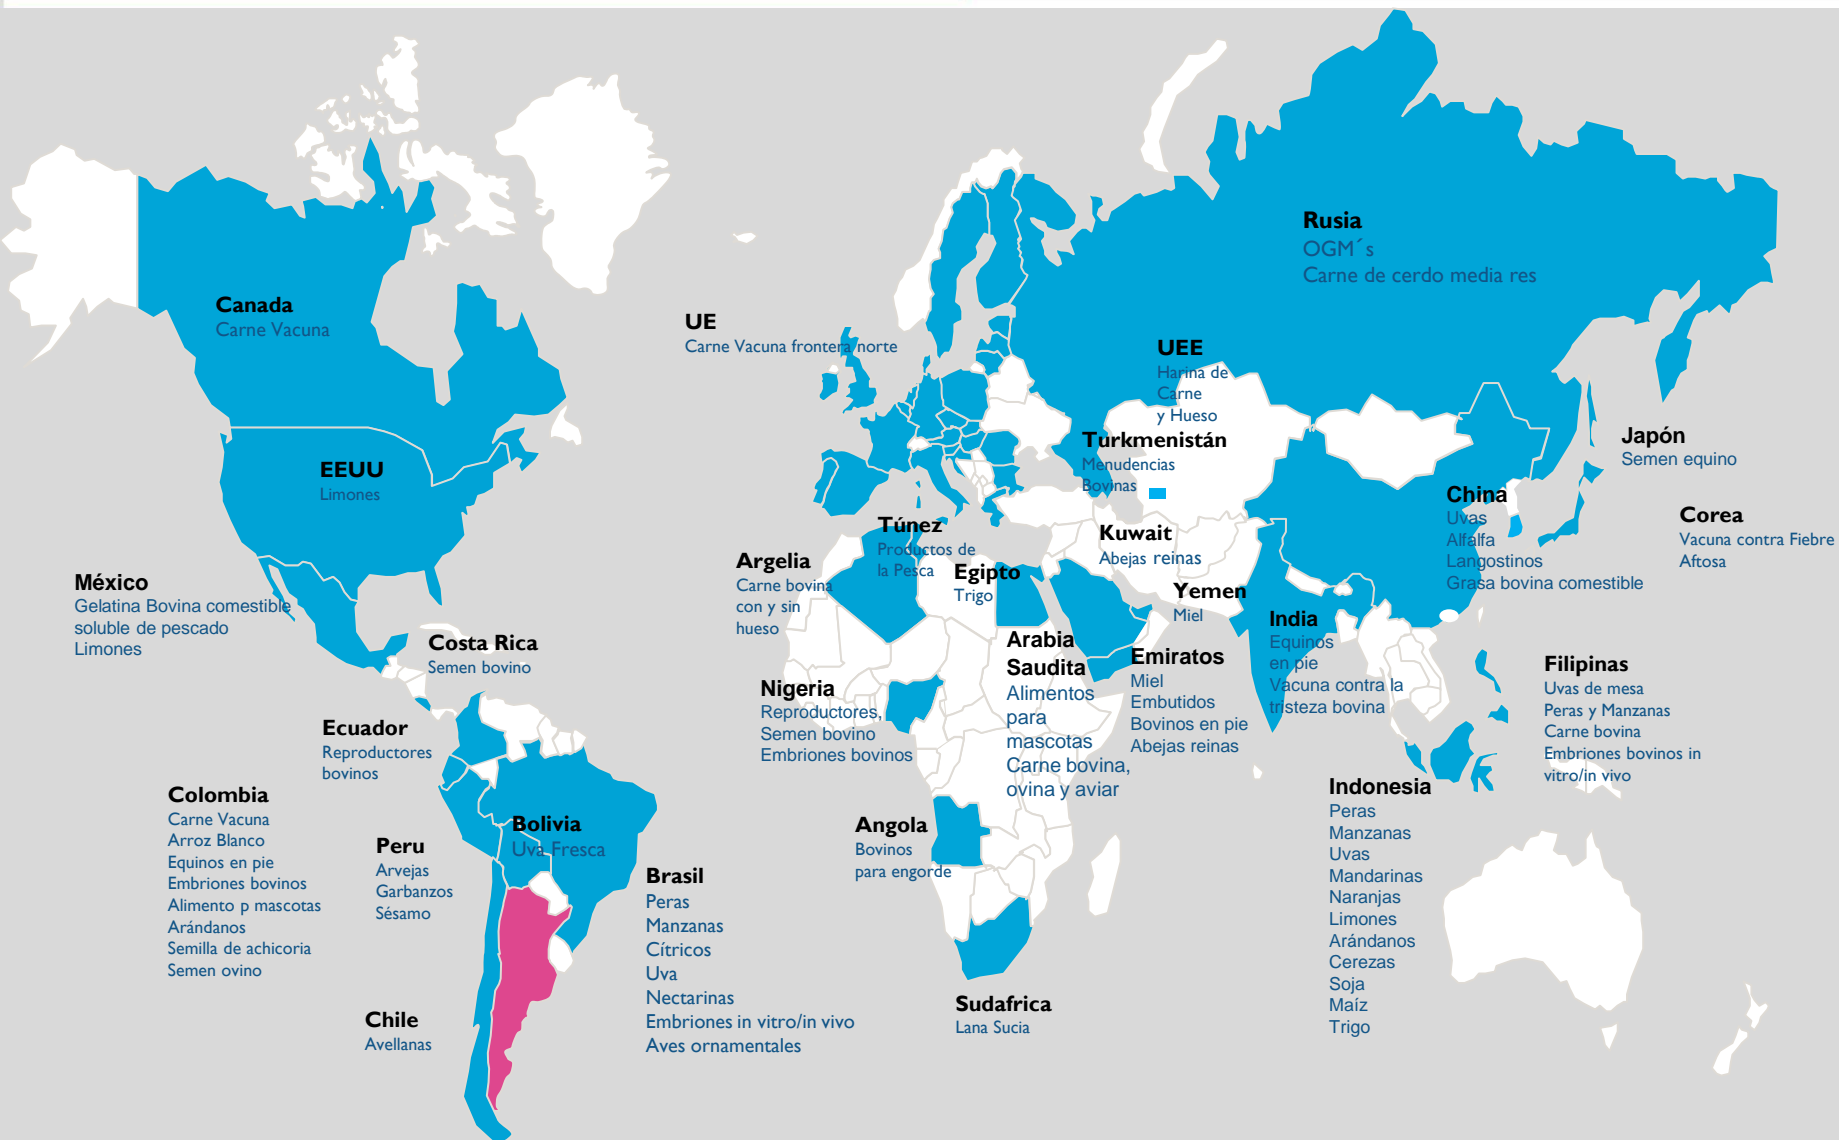 Canada
Carne Vacuna
EEUU
Limones
México
Gelatina Bovina comestible
soluble de pescado
Limones
Costa Rica
Semen bovino
Ecuador
Reproductores
bovinos
Colombia
Carne Vacuna
Arroz Blanco
Equinos en pie
Embriones bovinos
Alimento p mascotas
Arándanos
Semilla de achicoria
Semen ovino
Peru
Arvejas
Garbanzos
Sésamo
Bolivia
Uva Fresca
Chile
Avellanas
Brasil
Peras
Manzanas
Cítricos
Uva
Nectarinas
Embriones in vitro/in vivo
Aves ornamentales
UE
Carne Vacuna frontera norte
Túnez
Productos de
la Pesca
Argelia
Carne bovina
con y sin
hueso
Egipto
Trigo
Nigeria
Reproductores,
Semen bovino
Embriones bovinos
Angola
Bovinos
para engorde
Sudafrica
Lana Sucia
Arabia
Saudita
Alimentos
para
mascotas
Carne bovina,
ovina y aviar
Rusia
OGM´s
Carne de cerdo media res
UEE
Harina de
Carne
y Hueso
Turkmenistán
Menudencias
Bovinas
Kuwait
Abejas reinas
Yemen
Miel
Emiratos
Miel
Embutidos
Bovinos en pie
Abejas reinas
India
Equinos
en pie
Vacuna contra la
tristeza bovina
China
Uvas
Alfalfa
Langostinos
Grasa bovina comestible
Japón
Semen equino
Corea
Vacuna contra Fiebre
Aftosa
Filipinas
Uvas de mesa
Peras y Manzanas
Carne bovina
Embriones bovinos in
vitro/in vivo
Indonesia
Peras
Manzanas
Uvas
Mandarinas
Naranjas
Limones
Arándanos
Cerezas
Soja
Maíz
Trigo